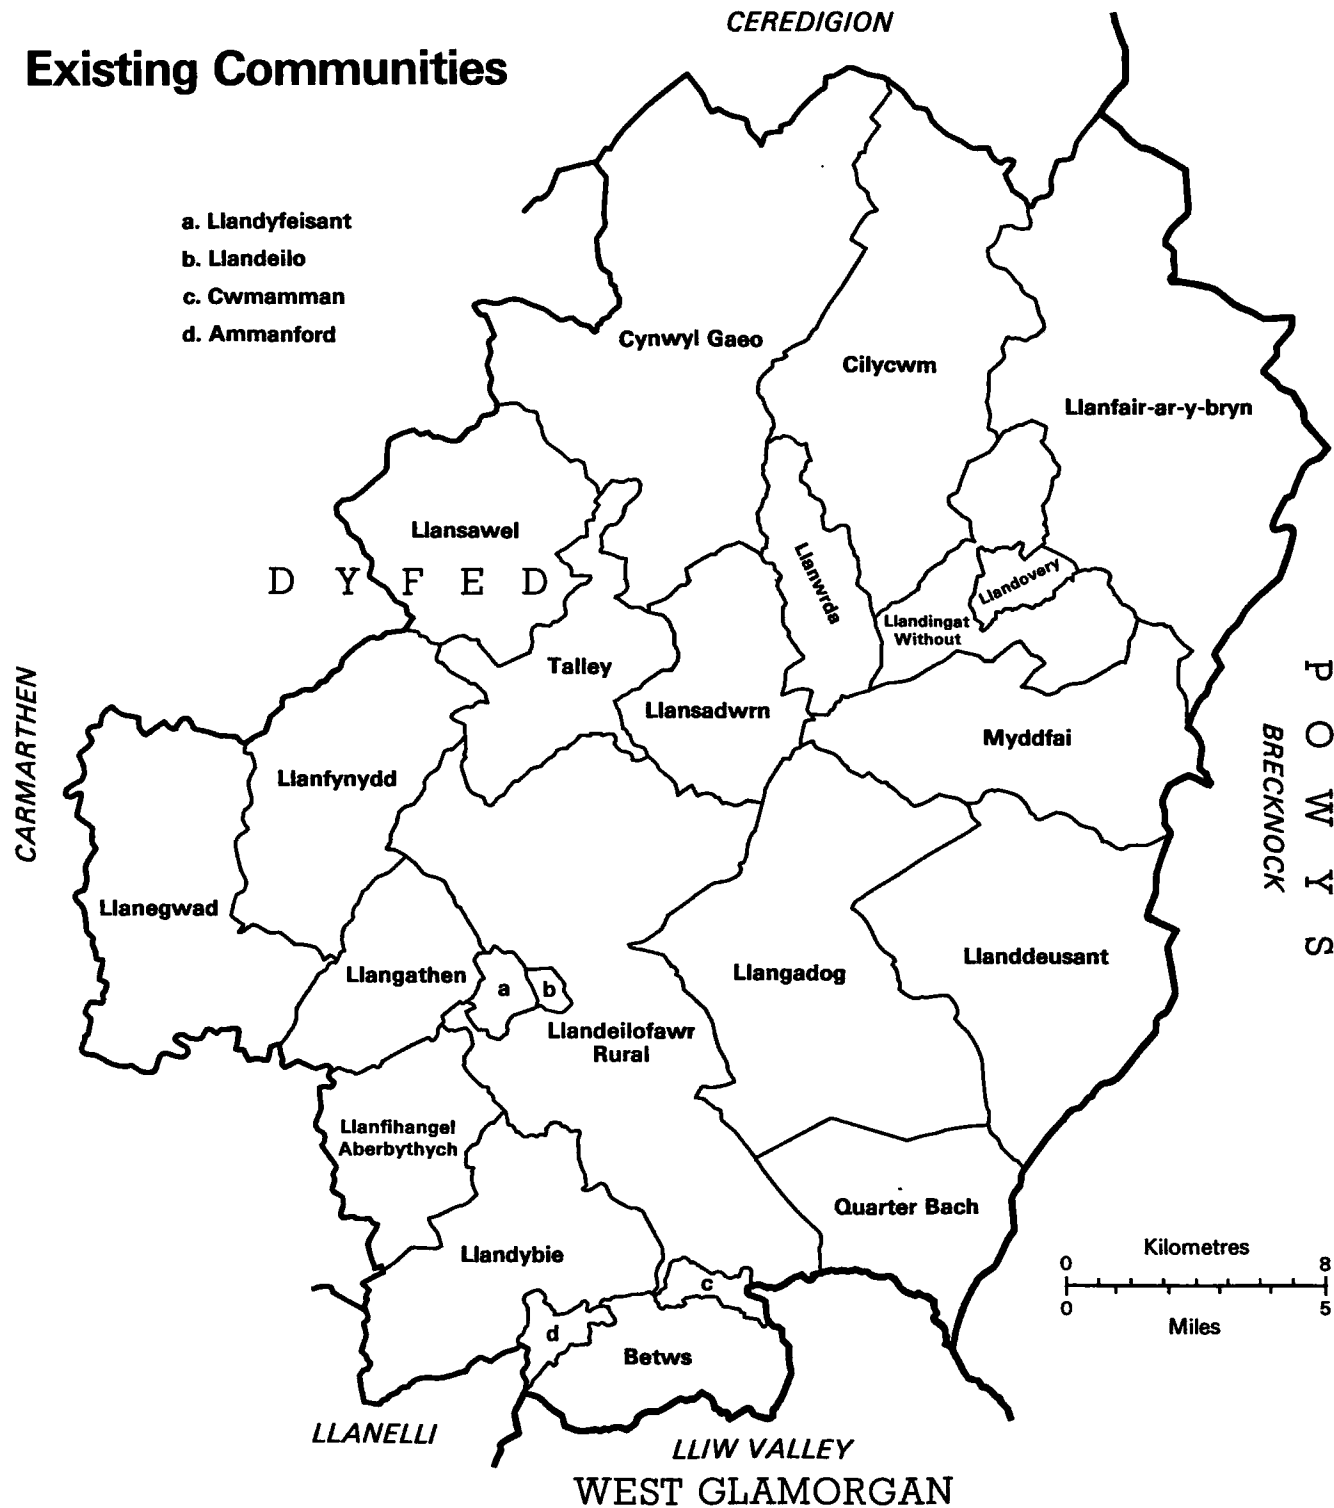 CEREDIGION
Existing Communities
a. Llandyfeisant
b. Llandeilo
c. Cwmamman
d. Ammanford
Cynwyl Gaeo
Cilycwm
Llanfair-ar-y-bryn
Llansawel
DYFED
Llanwrda
Llandovery
Llandingat
Without
Talley
Llansadwrn
Myddfai
CARMARTHEN
POWYS
BRECKNOCK
Llanfynydd
Llanegwad
Llangathen
a
b
Llandeilofawr
Rural
Llangadog
Llanddeusant
Llanfihangel
Aberbythych
Quarter Bach
Llandybie
c
d
Betws
Kilometres
0 8
0 5
Miles
LLANELLI
LLIW VALLEY
WEST GLAMORGAN